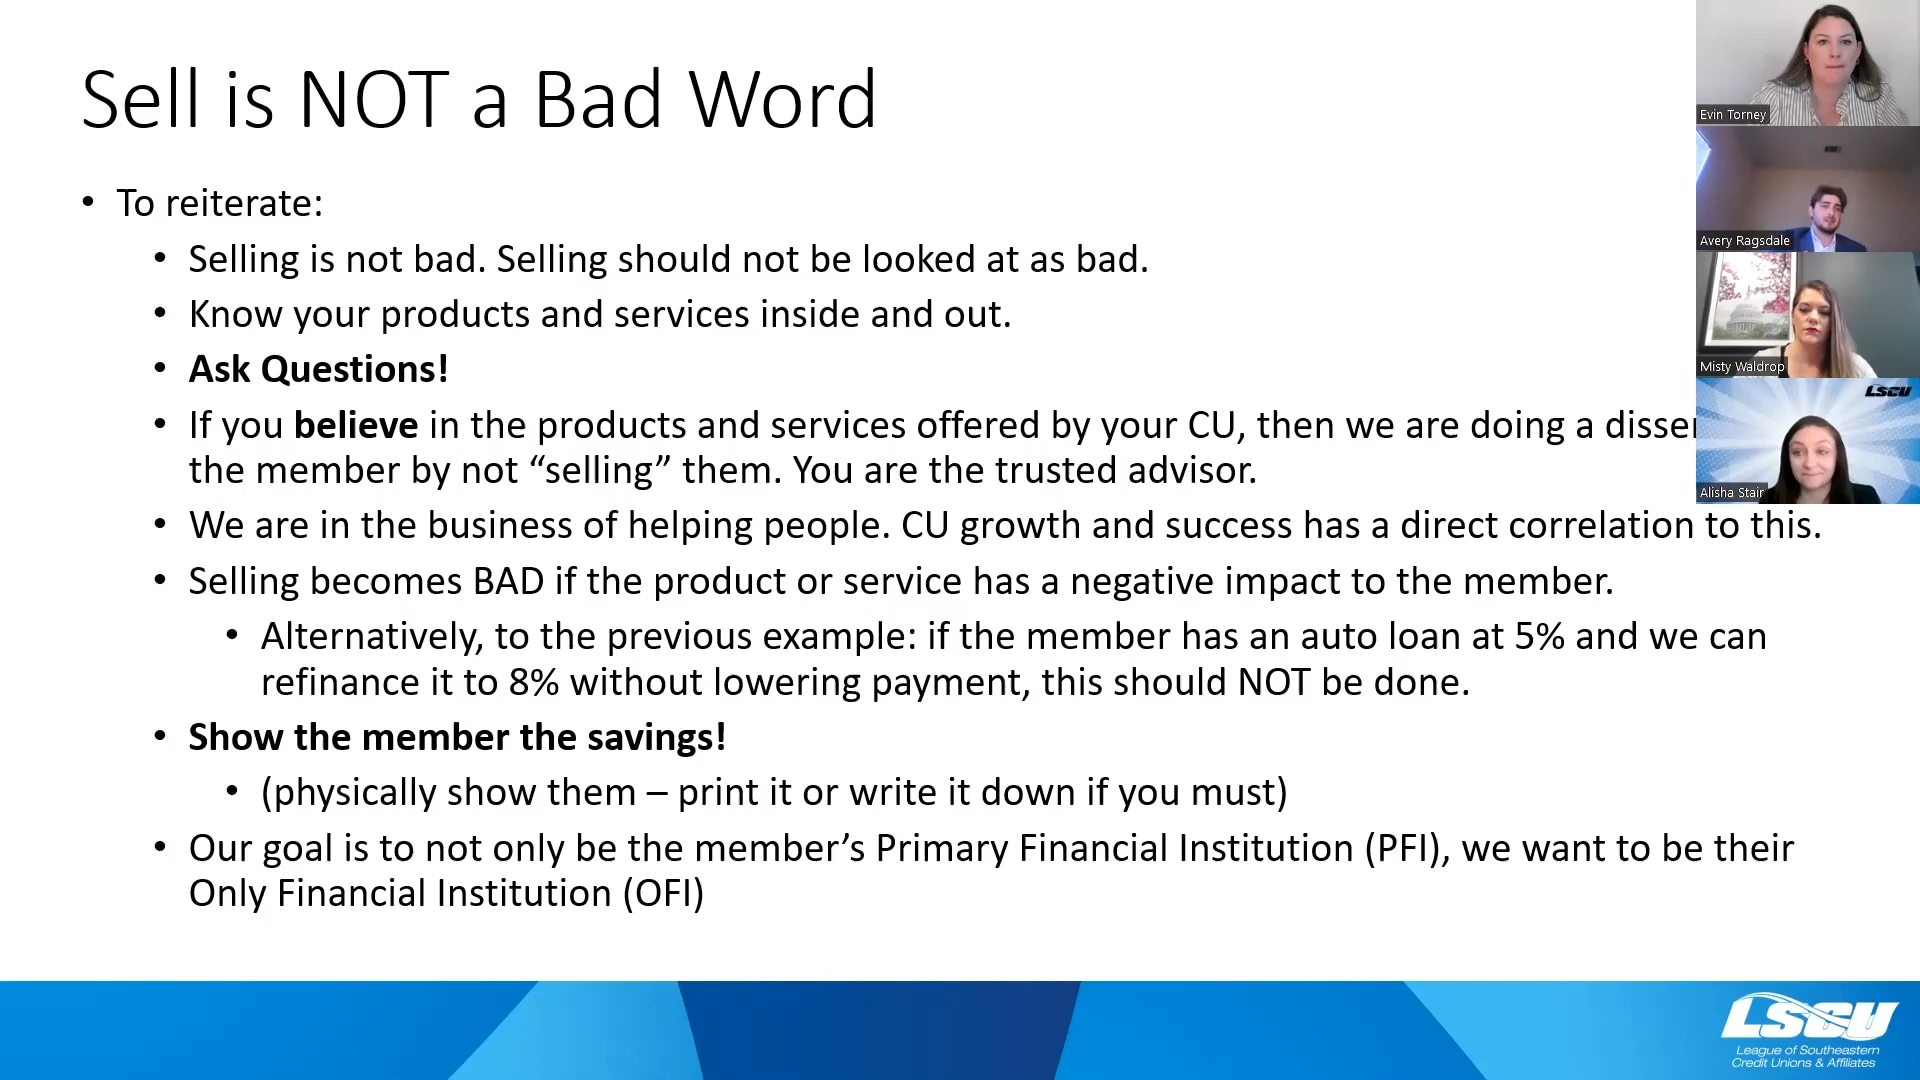 Sell is NOT a Bad Word
• To reiterate:
• Selling is not bad. Selling should not be looked at as bad.
• Know your products and services inside and out.
• Ask Questions!
• If you believe in the products and services offered by your CU, then we are doing a
the member by not “selling” them. You are the trusted advisor.
• We are in the business of helping people. CU growth and success has a direct correlation to this.
• Selling becomes BAD if the product or service has a negative impact to the member.
• Alternatively, to the previous example: if the member has an auto loan at 5% and we can
refinance it to 8% without lowering payment, this should NOT be done.
• Show the member the savings!
• (physically show them – print it or write it down if you must)
• Our goal is to not only be the member’s Primary Financial Institution (PFI), we want to be their
Only Financial Institution (OFI)
Evin Torney
Avery Ragsdale
Misty Waldrop
LSCU
Alisha Stair
LSCU
League of Southeastern
Credit Unions & Affiliates